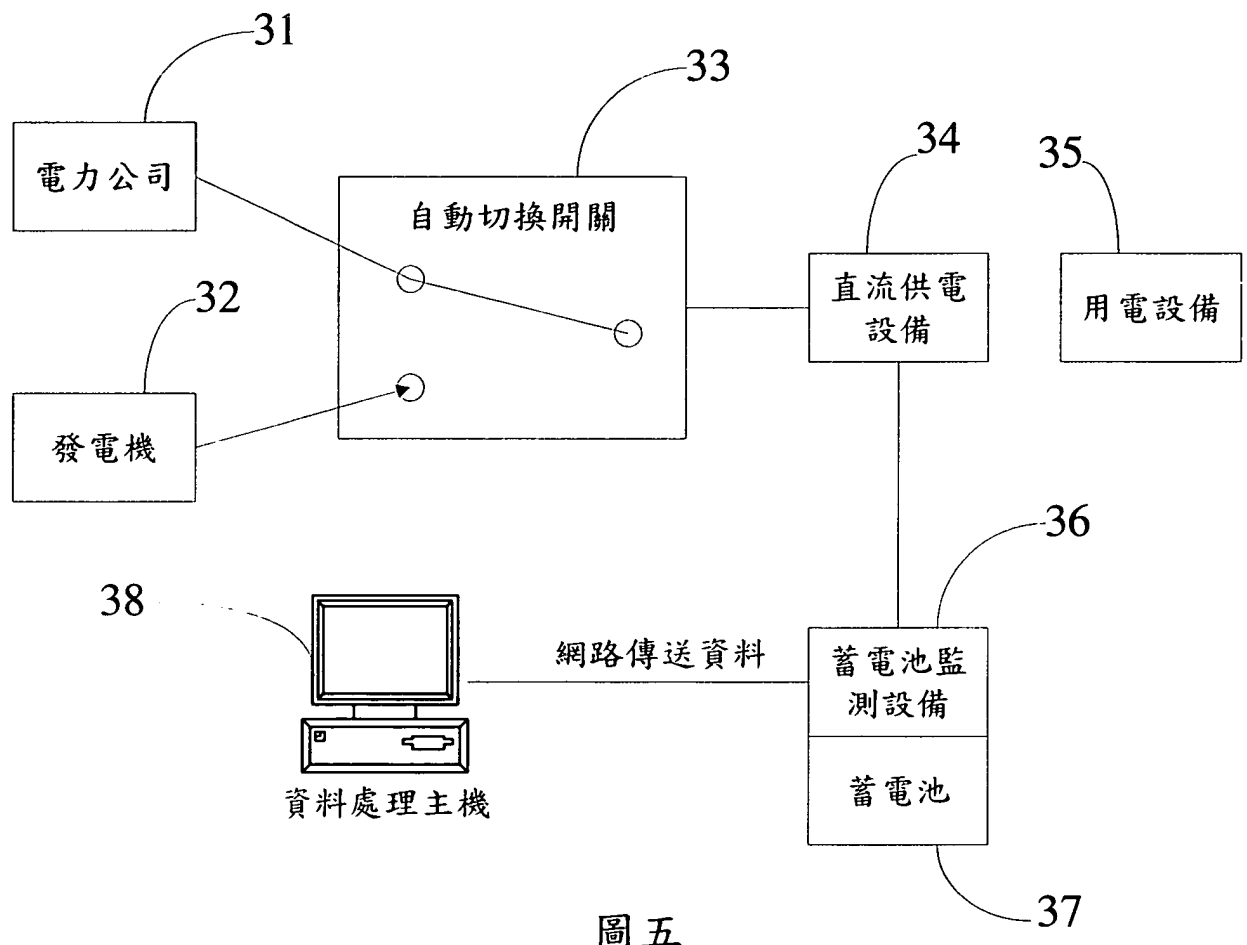 31
33
電力公司
34
35
自動切換開關
直流供電
設備
用電設備
32
發電機
36
38
網路傳送資料
蓄電池監
測設備
蓄電池
資料處理主機
37
圖五